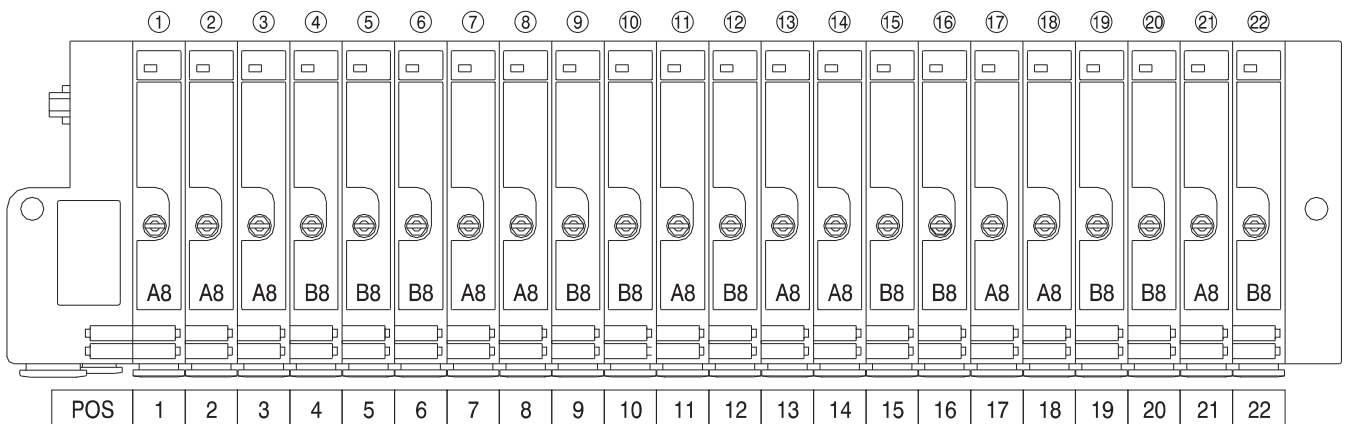 ① ② ③ ④ ⑤ ⑥ ⑦ ⑧ ⑨ ⑩ ⑪ ⑫ ⑬ ⑭ ⑮ ⑯ ⑰ ⑱ ⑲ ⑳ ㉑ ㉒
A8 A8 A8 B8 B8 B8 A8 A8 B8 B8 A8 B8 A8 A8 B8 B8 A8 A8 B8 B8 A8 B8
POS 1 2 3 4 5 6 7 8 9 10 11 12 13 14 15 16 17 18 19 20 21 22